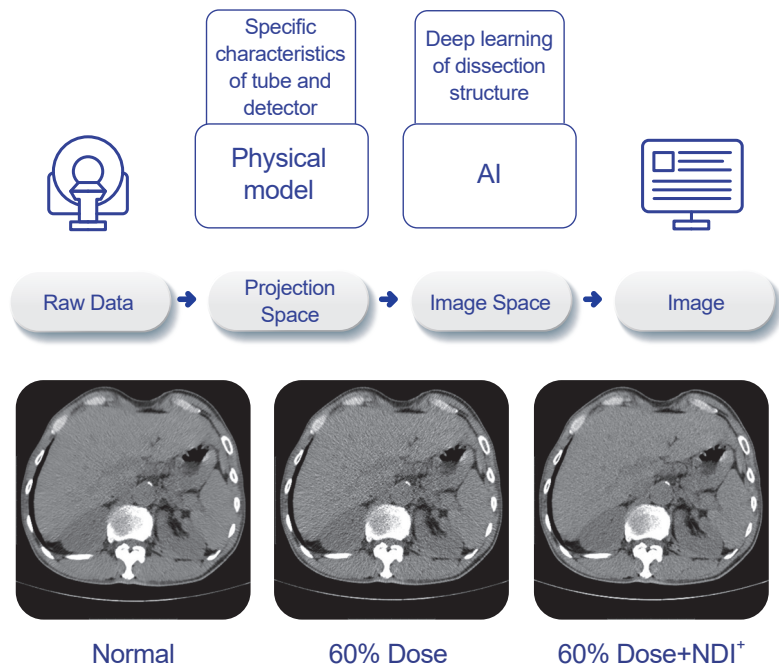 Specific
characteristics
of tube and
detector
Physical
model
Deep learning
of dissection
structure
AI
Raw Data
Projection
Space
Image Space
Image
Normal
60% Dose
60% Dose+NDI⁺